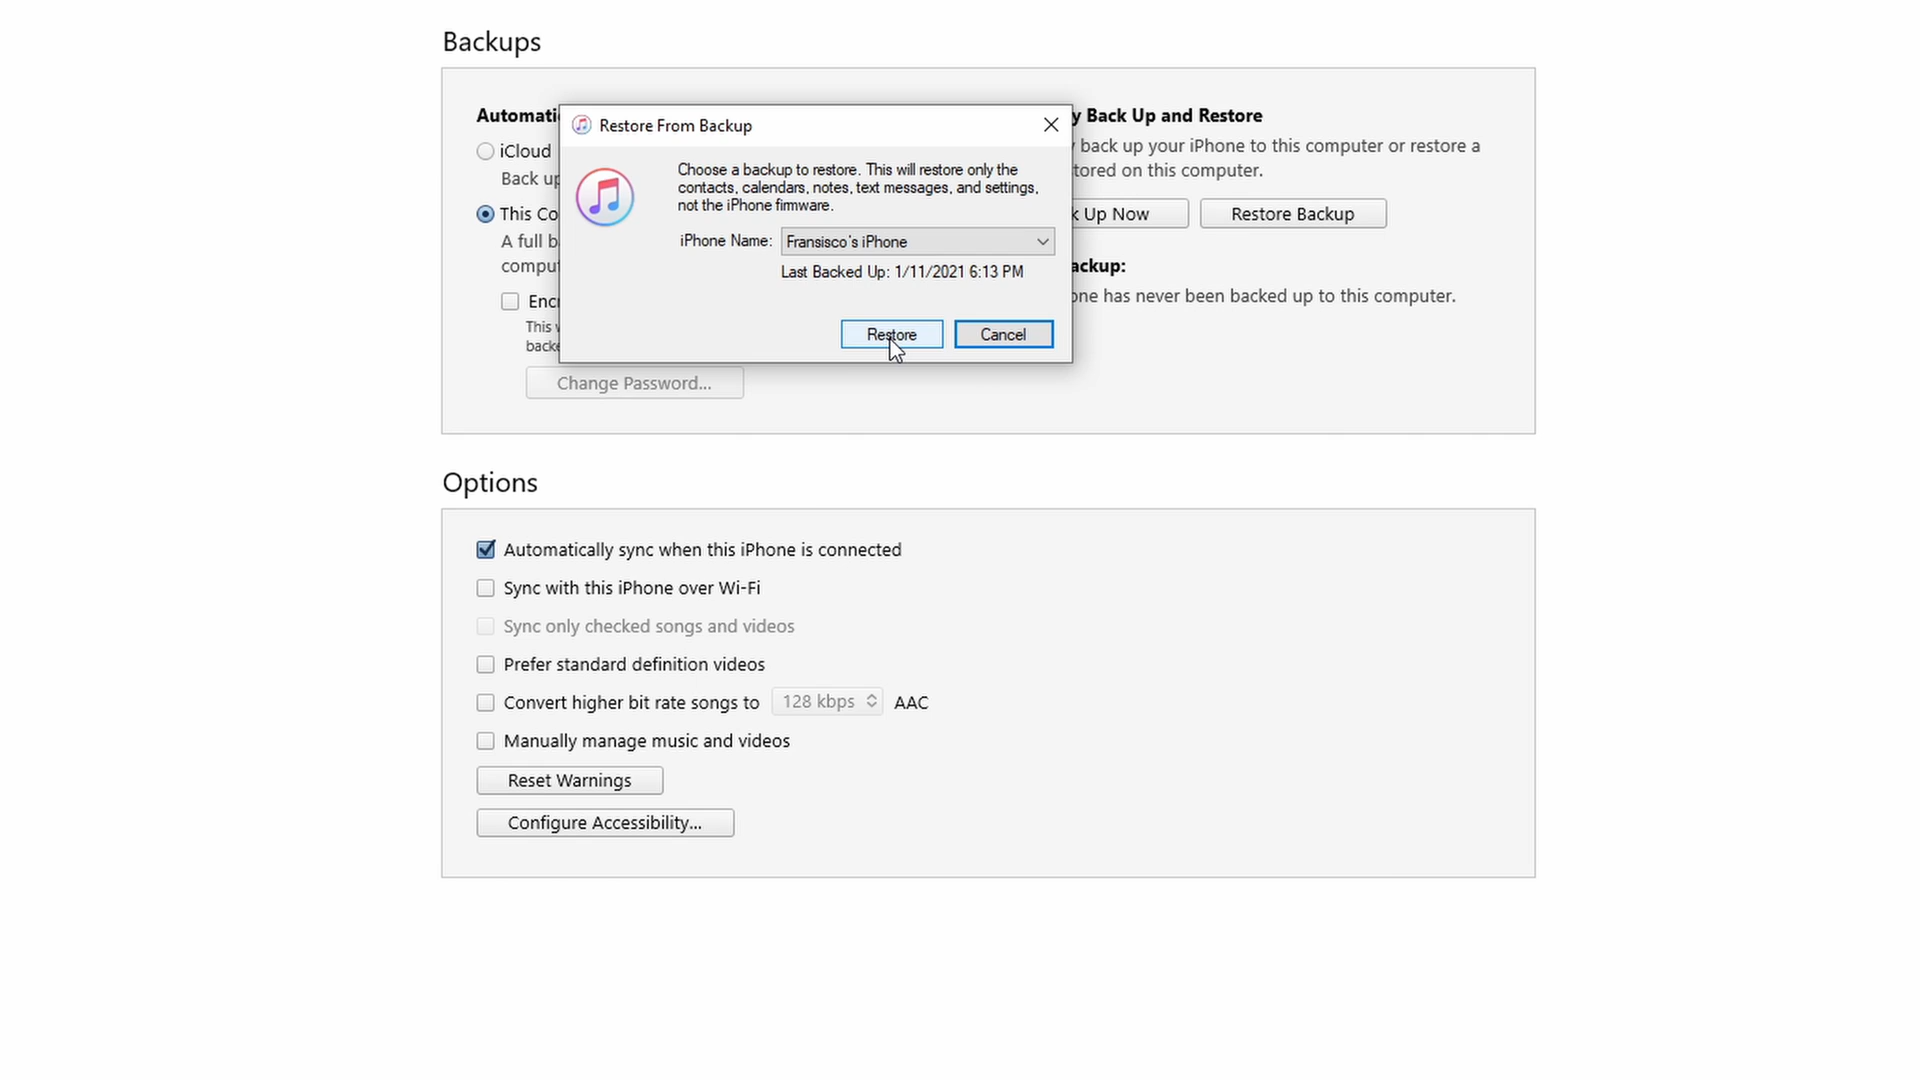 Backups
Automati
iCloud
Back up
This Co
A full b
comput
Encr
This w
backe
Change Password...
Restore From Backup
Choose a backup to restore. This will restore only the
contacts, calendars, notes, text messages, and settings,
not the iPhone firmware.
iPhone Name: Fransisco's iPhone
Last Backed Up: 1/11/2021 6:13 PM
Restore Cancel
y Back Up and Restore
back up your iPhone to this computer or restore a
tored on this computer.
k Up Now Restore Backup
ackup:
one has never been backed up to this computer.
Options
Automatically sync when this iPhone is connected
Sync with this iPhone over Wi-Fi
Sync only checked songs and videos
Prefer standard definition videos
Convert higher bit rate songs to 128 kbps AAC
Manually manage music and videos
Reset Warnings
Configure Accessibility...